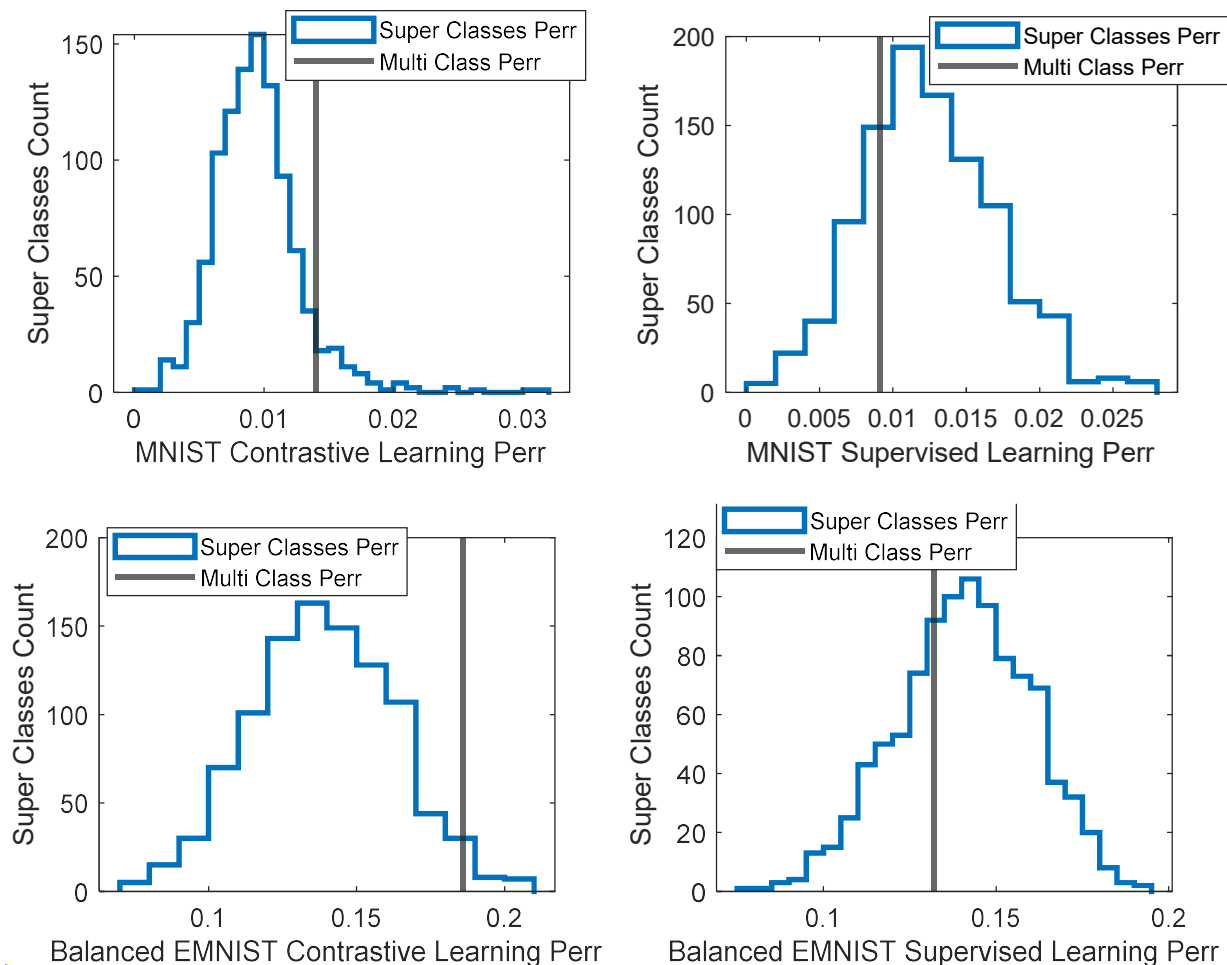 Super Classes Perr
Multi Class Perr
150
100
50
0
Super Classes Count
0
0.01
0.02
0.03
MNIST Contrastive Learning Perr
Super Classes Perr
Multi Class Perr
200
150
100
50
0
Super Classes Count
0
0.005
0.01
0.015
0.02
0.025
MNIST Supervised Learning Perr
Super Classes Perr
Multi Class Perr
200
150
100
50
0
Super Classes Count
0.1
0.15
0.2
Balanced EMNIST Contrastive Learning Perr
Super Classes Perr
Multi Class Perr
120
100
80
60
40
20
0
Super Classes Count
0.1
0.15
0.2
Balanced EMNIST Supervised Learning Perr